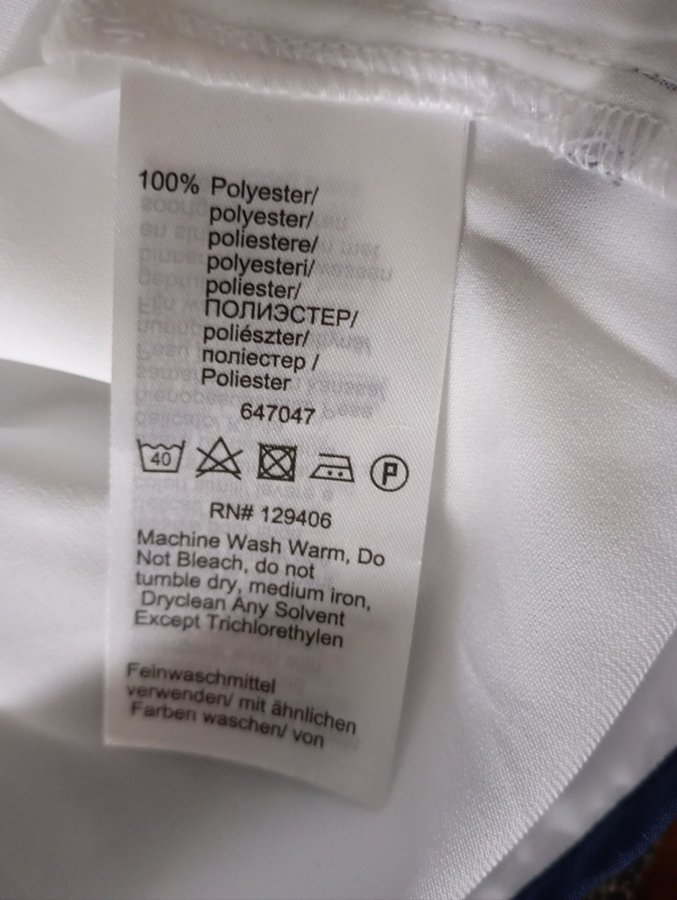 100% Polyester/
polyester/
poliestere/
polyesteri/
poliester/
ПОЛИЭСТЕР/
poliészter/
поліестер /
Poliester
647047
40 P
RN# 129406
Machine Wash Warm, Do
Not Bleach, do not
tumble dry, medium iron,
Dryclean Any Solvent
Except Trichlorethylen
Feinwaschmittel
verwenden/ mit ähnlichen
Farben waschen/ von